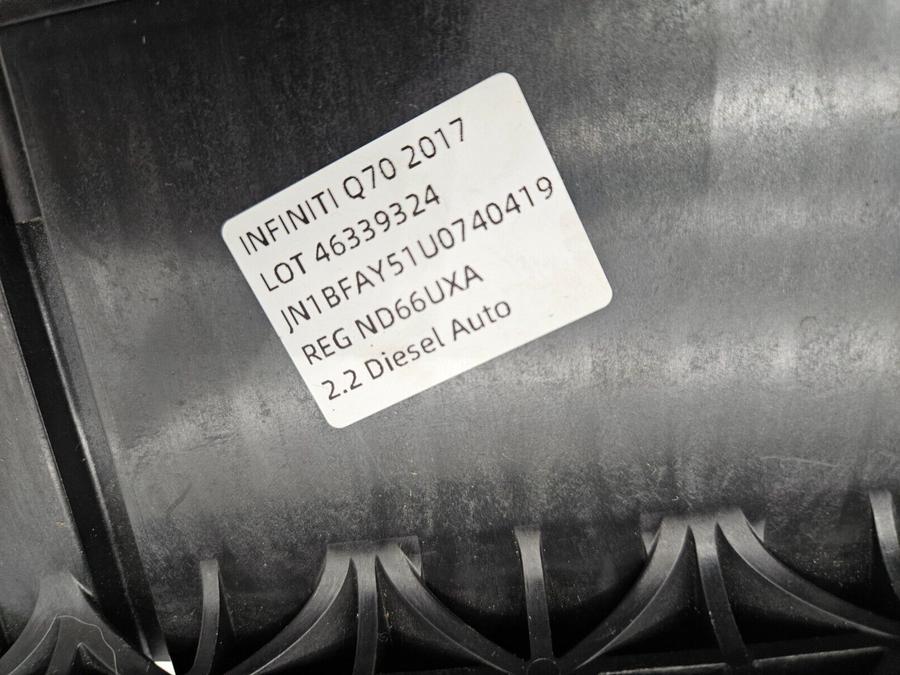 INFINITI Q70 2017
LOT 46339324
JN1BFAY51U0740419
REG ND66UXA
2.2 Diesel Auto